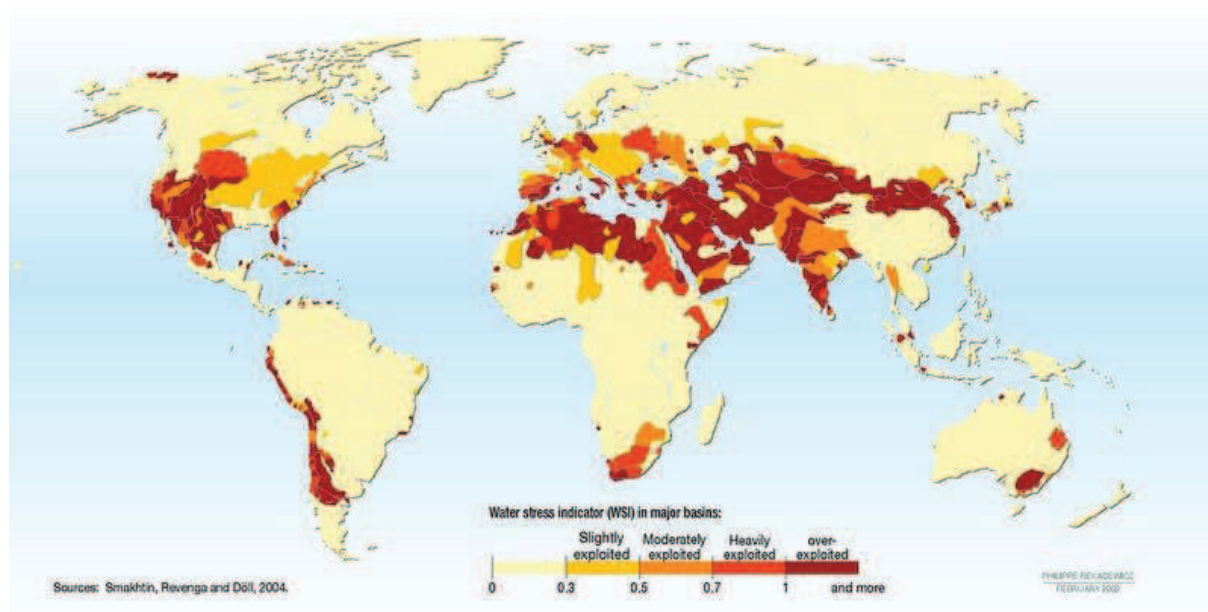 Water stress indicator (WSI) in major basins:
Slightly exploited
Moderately exploited
Heavily exploited
over-exploited
0 0.3 0.5 0.7 1 and more
Sources: Smakhtin, Revenga and Döll, 2004.
PHILIPPE REKACEWICZ
FEBRUARY 2002